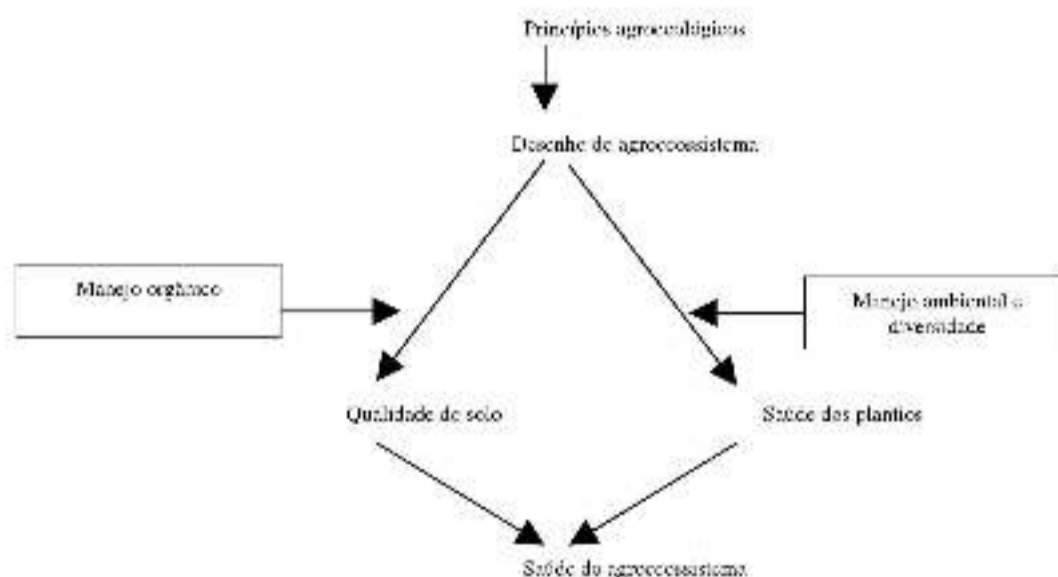 Princípios agroecológicos
Desenho de agroecossistema
Manejo orgânico
Manejo ambiental e
diversidade
Qualidade do solo
Saúde dos plantios
Saúde do agroecossistema